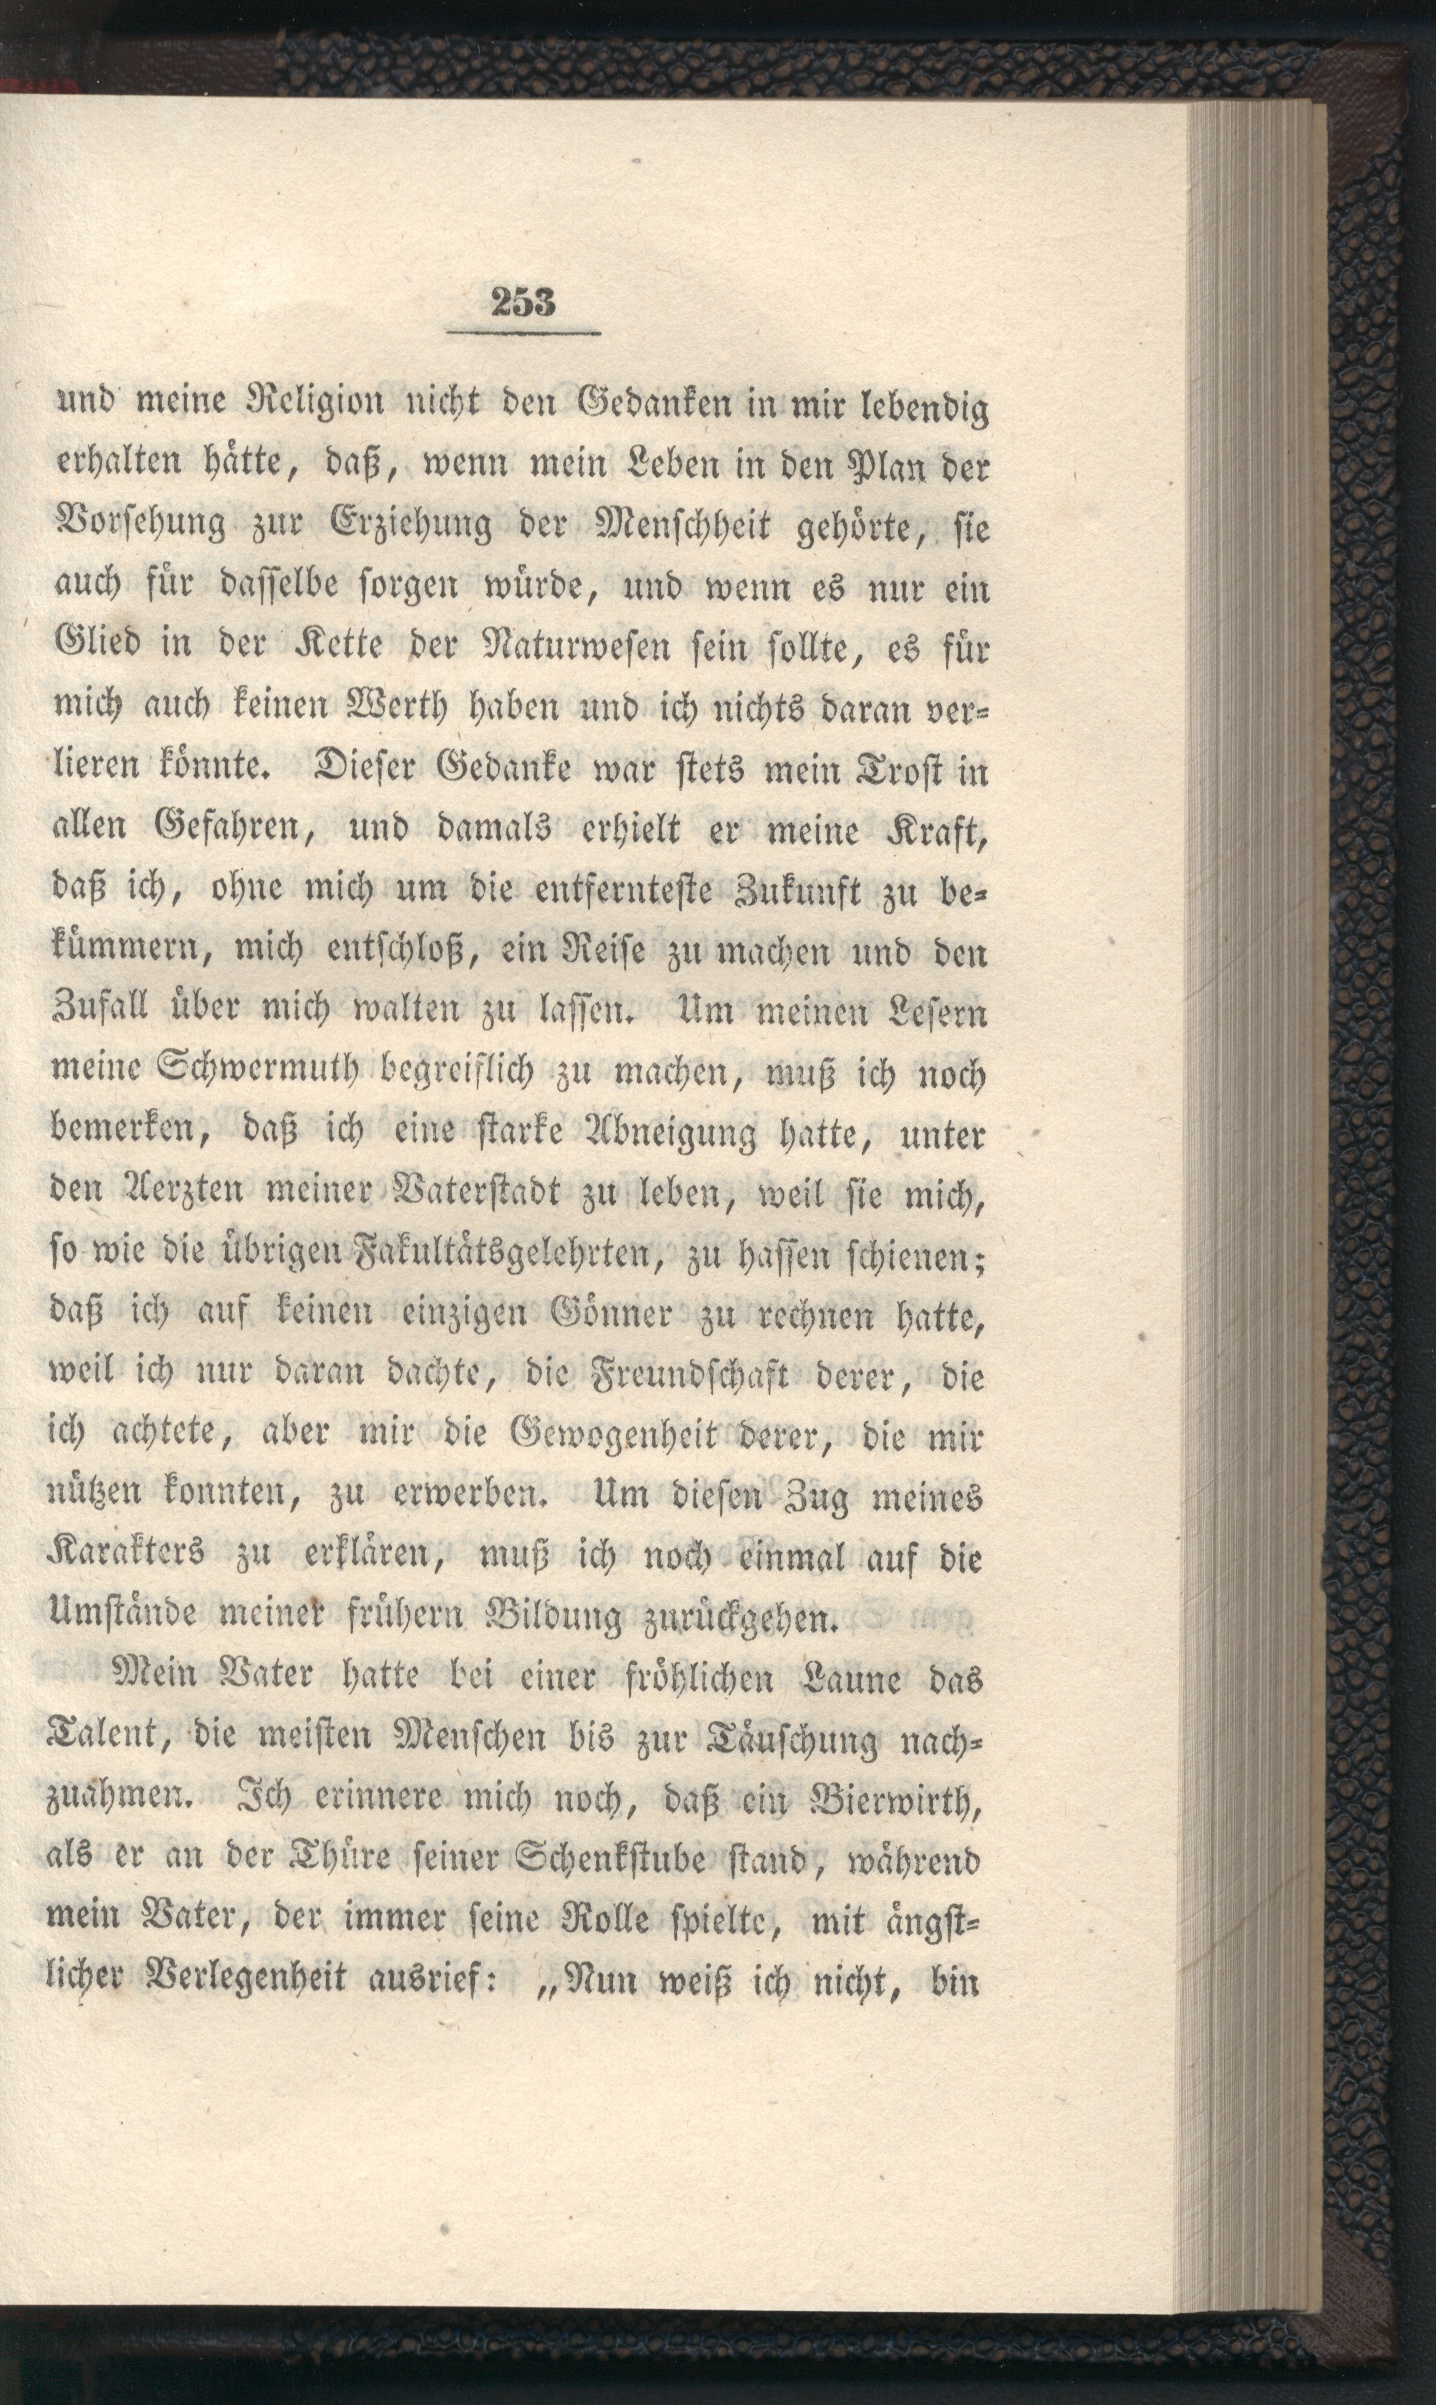 253
und meine Religion nicht den Gedanken in mir lebendig
erhalten hätte, daß, wenn mein Leben in den Plan der
Vorsehung zur Erziehung der Menschheit gehörte, sie
auch für dasselbe sorgen würde, und wenn es nur ein
Glied in der Kette der Naturwesen sein sollte, es für
mich auch keinen Werth haben und ich nichts daran ver-
lieren könnte. Dieser Gedanke war stets mein Trost in
allen Gefahren, und damals erhielt er meine Kraft,
daß ich, ohne mich um die entfernteste Zukunft zu be-
kümmern, mich entschloß, ein Reise zu machen und den
Zufall über mich walten zu lassen. Um meinen Lesern
meine Schwermuth begreiflich zu machen, muß ich noch
bemerken, daß ich eine starke Abneigung hatte, unter
den Aerzten meiner Vaterstadt zu leben, weil sie mich,
so wie die übrigen Fakultätsgelehrten, zu hassen schienen;
daß ich auf keinen einzigen Gönner zu rechnen hatte,
weil ich nur daran dachte, die Freundschaft derer, die
ich achtete, aber mir die Gewogenheit derer, die mir
nützen konnten, zu erwerben. Um diesen Zug meines
Karakters zu erklären, muß ich noch einmal auf die
Umstände meiner frühern Bildung zurückgehen.
Mein Vater hatte bei einer fröhlichen Laune das
Talent, die meisten Menschen bis zur Täuschung nach-
zuahmen. Ich erinnere mich noch, daß ein Bierwirth,
als er an der Thüre seiner Schenkstube stand, während
mein Vater, der immer seine Rolle spielte, mit ängst-
licher Verlegenheit ausrief: „Nun weiß ich nicht, bin